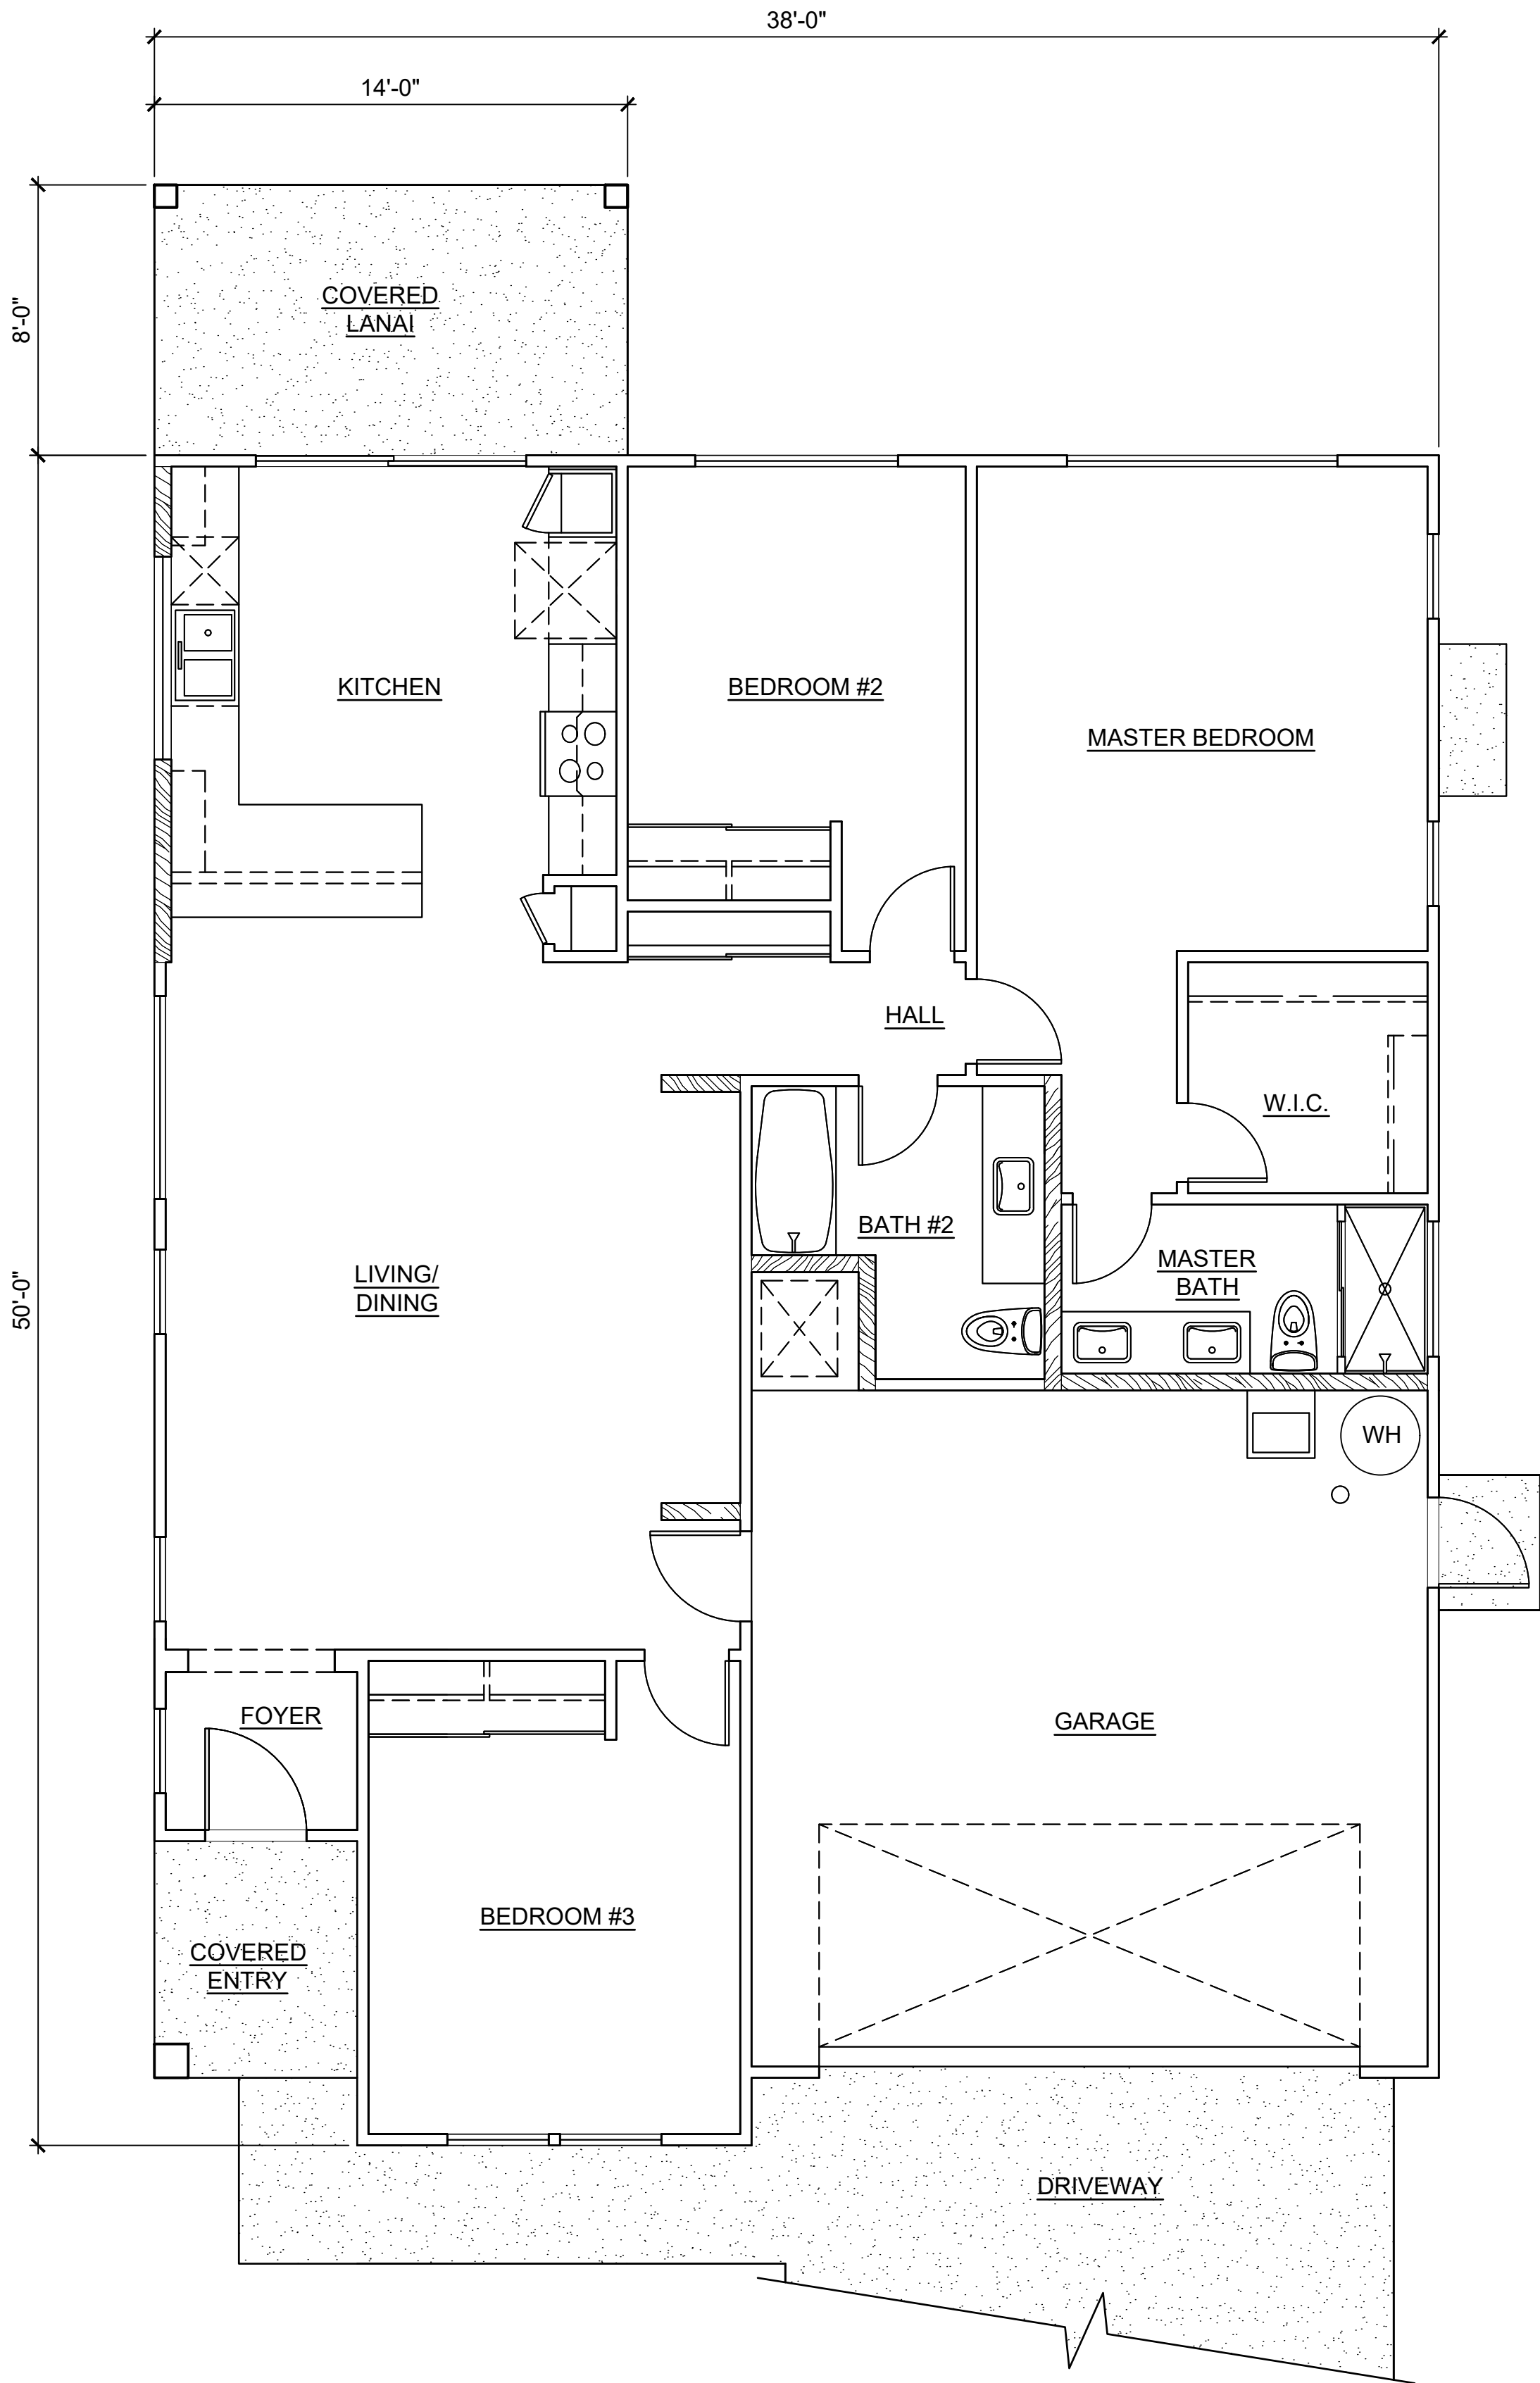 38'-0"
14'-0"
8'-0"
COVERED
LANAI
KITCHEN
BEDROOM #2
MASTER BEDROOM
HALL
W.I.C.
BATH #2
MASTER
BATH
LIVING/
DINING
50'-0"
WH
FOYER
GARAGE
BEDROOM #3
COVERED
ENTRY
DRIVEWAY